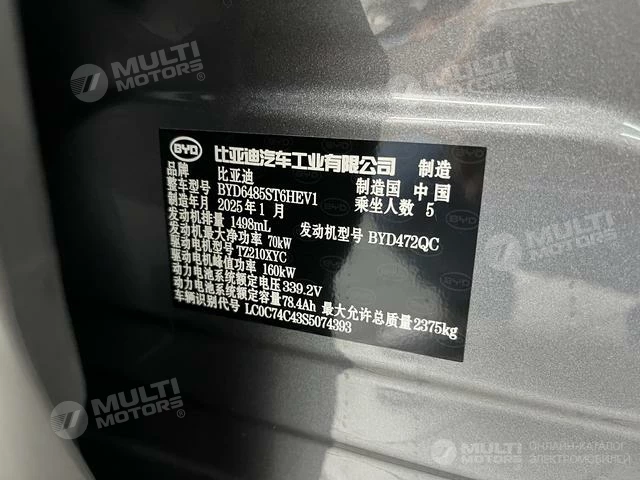 MULTI MOTORS
MULTI MOTORS
BYD 比亚迪汽车工业有限公司 制造
品牌 比亚迪 制造国 中国
整车型号 BYD6485ST6HEV1 乘坐人数 5
制造年月 2025年1月
发动机排量 1498mL 发动机型号 BYD472QC
发动机最大净功率 70kW
驱动电机型号 TZ210XYC
驱动电机峰值功率 160kW
动力电池系统额定电压 339.2V
动力电池系统额定容量 78.4Ah 最大允许总质量 2375kg
车辆识别代号 LC0C74C43S5074393
MULTI MOTORS
MULTI MOTORS
ОНЛАЙН-КАТАЛОГ
ЭЛЕКТРОМОБИЛЕЙ